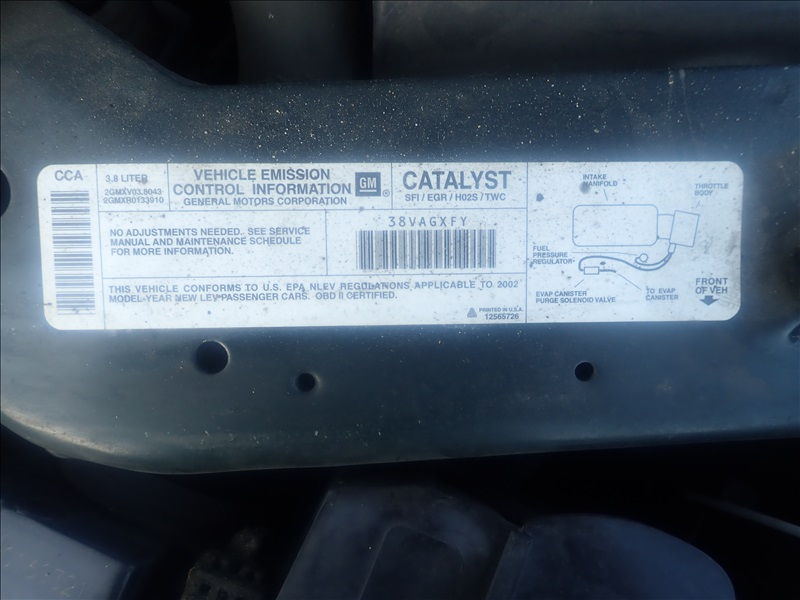 CCA
3.8 LITER
2GMXV03.8043
2GMXR0133910
VEHICLE EMISSION
CONTROL INFORMATION
GENERAL MOTORS CORPORATION
GM
®
CATALYST
SFI / EGR / H02S / TWC
NO ADJUSTMENTS NEEDED. SEE SERVICE
MANUAL AND MAINTENANCE SCHEDULE
FOR MORE INFORMATION.
38VAGXFY
THIS VEHICLE CONFORMS TO U.S. EPA NLEV REGULATIONS APPLICABLE TO 2002
MODEL-YEAR NEW LEV PASSENGER CARS. OBD II CERTIFIED.
PRINTED IN U.S.A.
12565726
INTAKE
MANIFOLD
THROTTLE
BODY
FUEL
PRESSURE
REGULATOR
EVAP CANISTER
PURGE SOLENOID VALVE
TO EVAP
CANISTER
FRONT
OF VEH